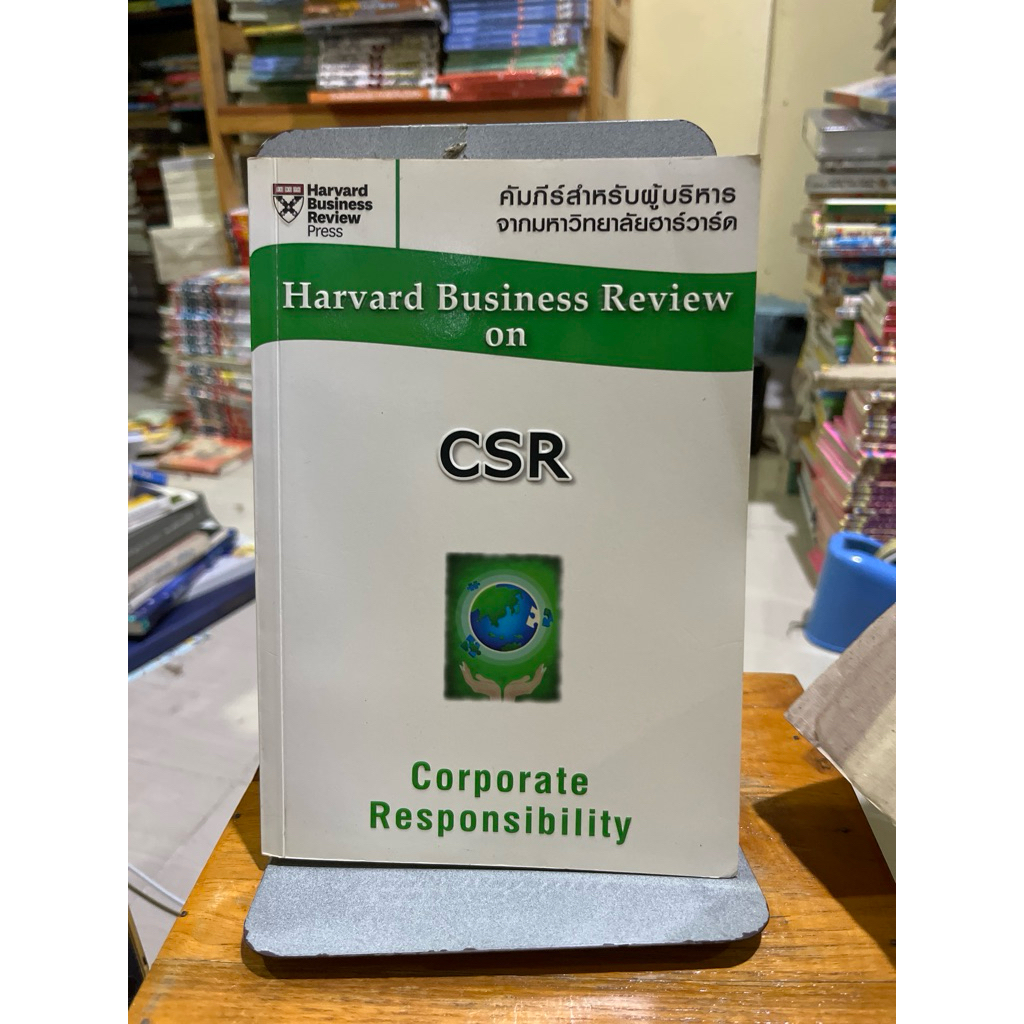 Harvard
Business
Review
Press
คัมภีร์สำหรับผู้บริหาร
จากมหาวิทยาลัยฮาร์วาร์ด
Harvard Business Review
on
CSR
Corporate
Responsibility